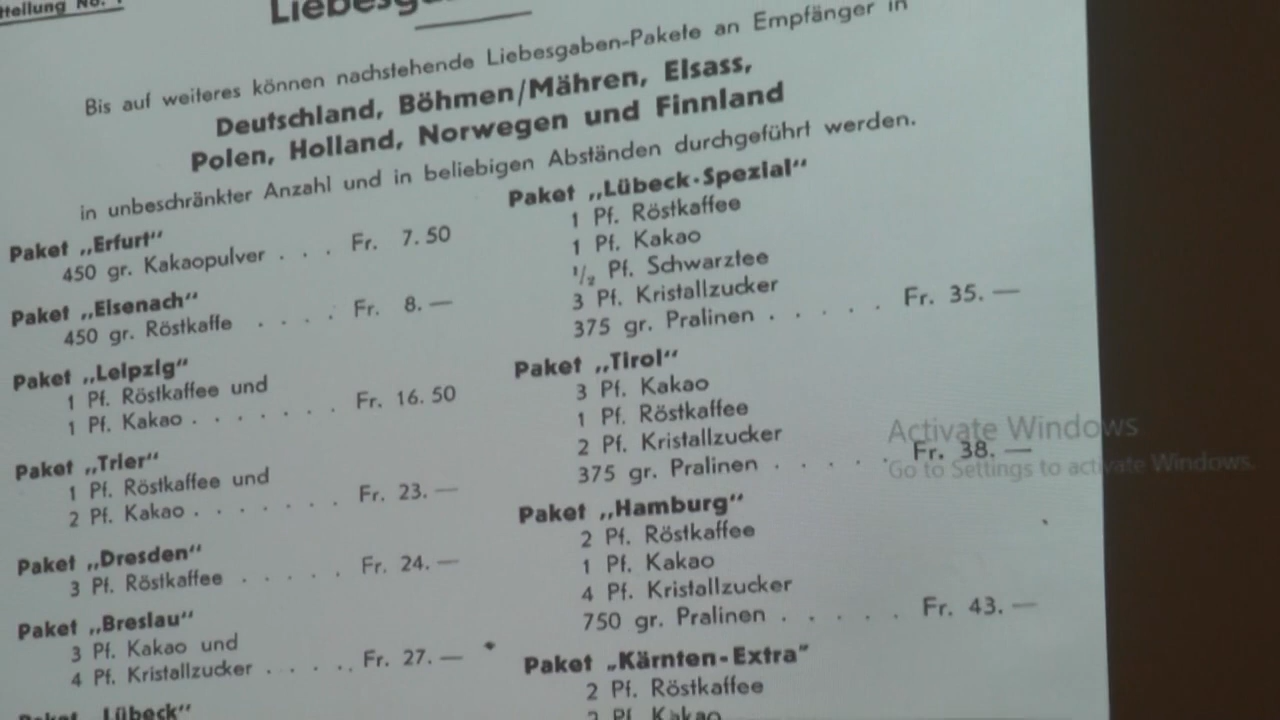 No.
Bis auf weiteres können nachstehende Liebesgaben-Pakete an Empfänger in
Deutschland, Böhmen/Mähren, Elsass,
Polen, Holland, Norwegen und Finnland
in unbeschränkter Anzahl und in beliebigen Abständen durchgeführt werden.
Paket „Erfurt“
450 gr. Kakaopulver . . . Fr. 7.50
Paket „Eisenach“
450 gr. Röstkaffe . . . . Fr. 8.—
Paket „Leipzig“
1 Pf. Röstkaffee und
1 Pf. Kakao . . . . . . . Fr. 16.50
Paket „Trier“
1 Pf. Röstkaffee und
2 Pf. Kakao . . . . . . . Fr. 23.—
Paket „Dresden“
3 Pf. Röstkaffee . . . . . Fr. 24.—
Paket „Breslau“
3 Pf. Kakao und
4 Pf. Kristallzucker . . . . . Fr. 27.—
Paket „Lübeck“
Paket „Lübeck-Spezial“
1 Pf. Röstkaffee
1 Pf. Kakao
1/2 Pf. Schwarztee
3 Pf. Kristallzucker
375 gr. Pralinen . . . . . Fr. 35.—
Paket „Tirol“
3 Pf. Kakao
1 Pf. Röstkaffee
2 Pf. Kristallzucker
375 gr. Pralinen . . . . . Fr. 38.—
Paket „Hamburg“
2 Pf. Röstkaffee
1 Pf. Kakao
4 Pf. Kristallzucker
750 gr. Pralinen . . . . . Fr. 43.—
Paket „Kärnten-Extra“
2 Pf. Röstkaffee
Pf. Kakao
Activate Windows
Go to Settings to activate Windows.